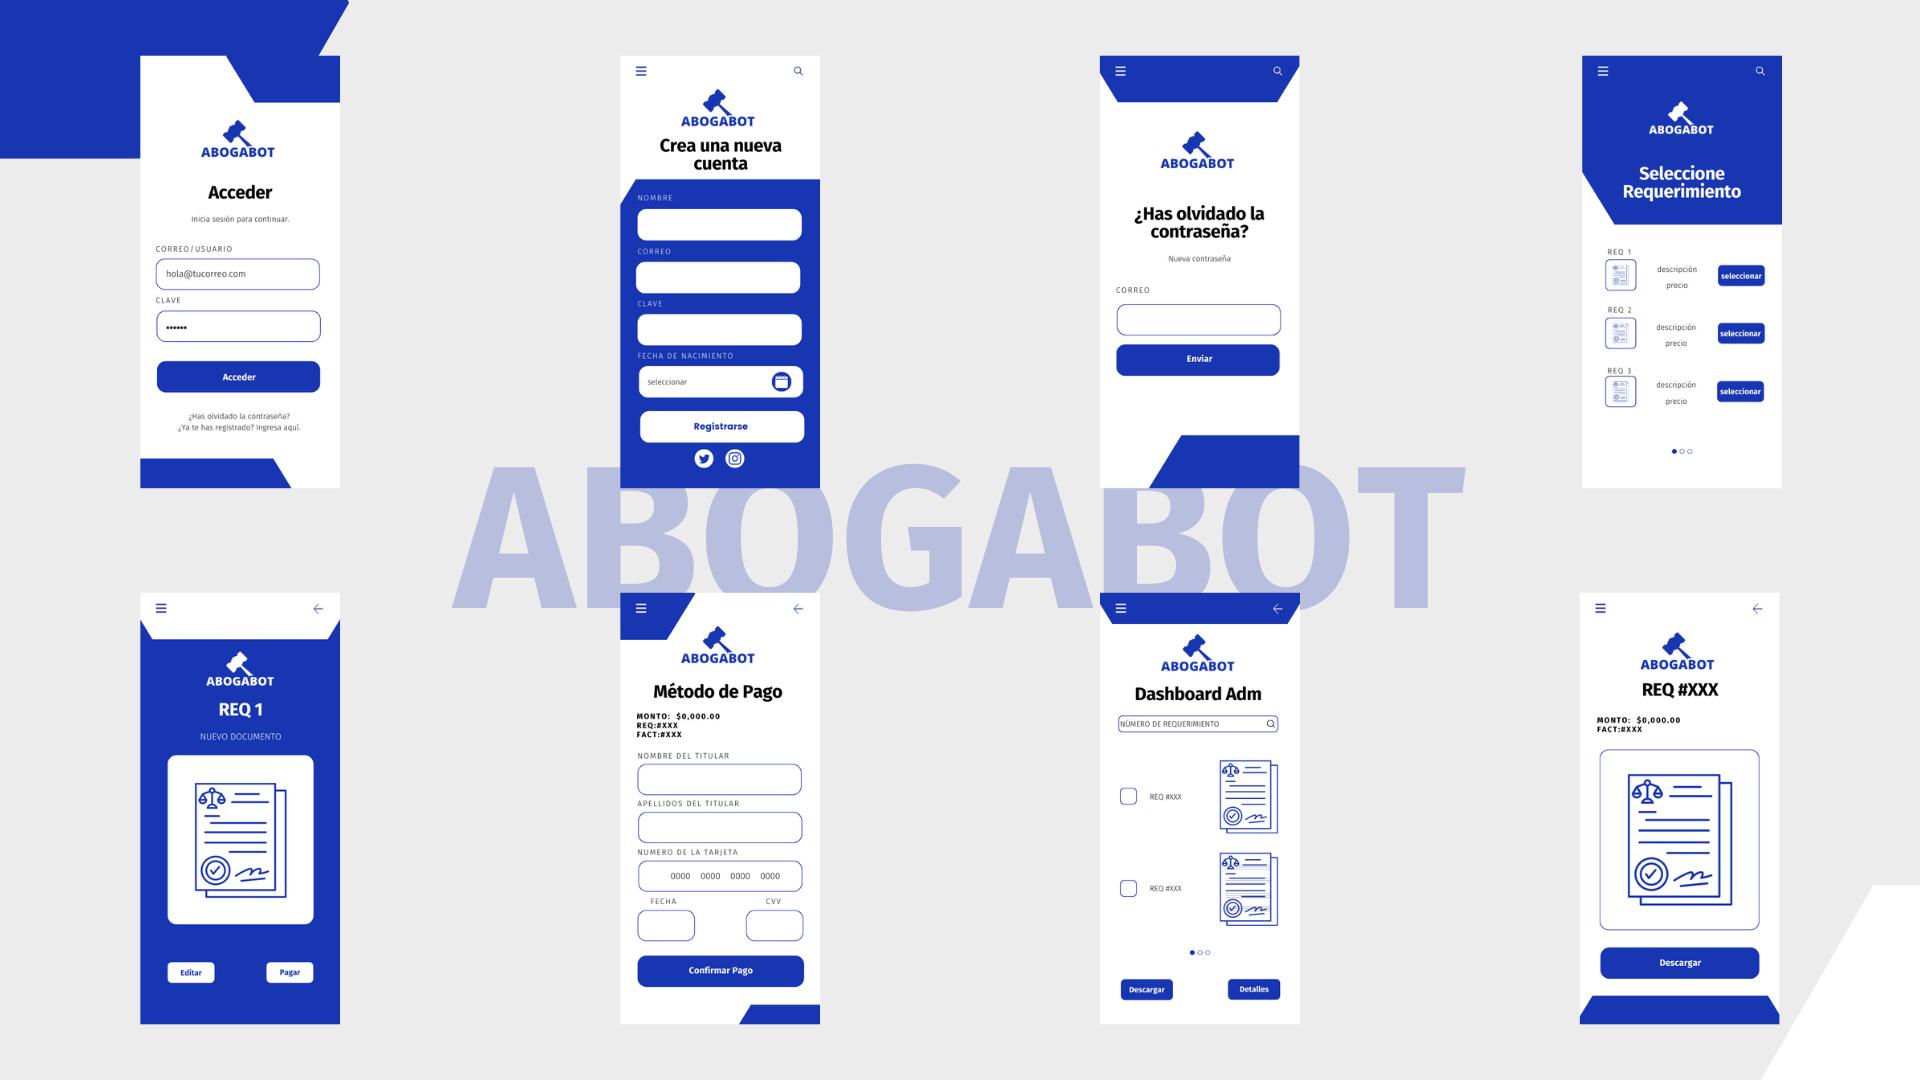 ABOGABOT
Acceder
Inicia sesión para continuar.
CORREO/USUARIO
hola@tucorreo.com
CLAVE
••••••
Acceder
¿Has olvidado la contraseña?
¿Ya te has registrado? Ingresa aquí.
ABOGABOT
Crea una nueva
cuenta
NOMBRE
CORREO
CLAVE
FECHA DE NACIMIENTO
seleccionar
Registrarse
ABOGABOT
¿Has olvidado la
contraseña?
Nueva contraseña
CORREO
Enviar
ABOGABOT
Seleccione
Requerimiento
REQ 1
descripción
precio
seleccionar
REQ 2
descripción
precio
seleccionar
REQ 3
descripción
precio
seleccionar
ABOGABOT
ABOGABOT
REQ 1
NUEVO DOCUMENTO
Editar
Pagar
ABOGABOT
Método de Pago
MONTO: $0,000.00
REQ:#XXX
FACT:#XXX
NOMBRE DEL TITULAR
APELLIDOS DEL TITULAR
NUMERO DE LA TARJETA
0000 0000 0000 0000
FECHA
CVV
Confirmar Pago
ABOGABOT
Dashboard Adm
NÚMERO DE REQUERIMIENTO
REQ #XXX
REQ #XXX
Descargar
Detalles
ABOGABOT
REQ #XXX
MONTO: $0,000.00
FACT:#XXX
Descargar